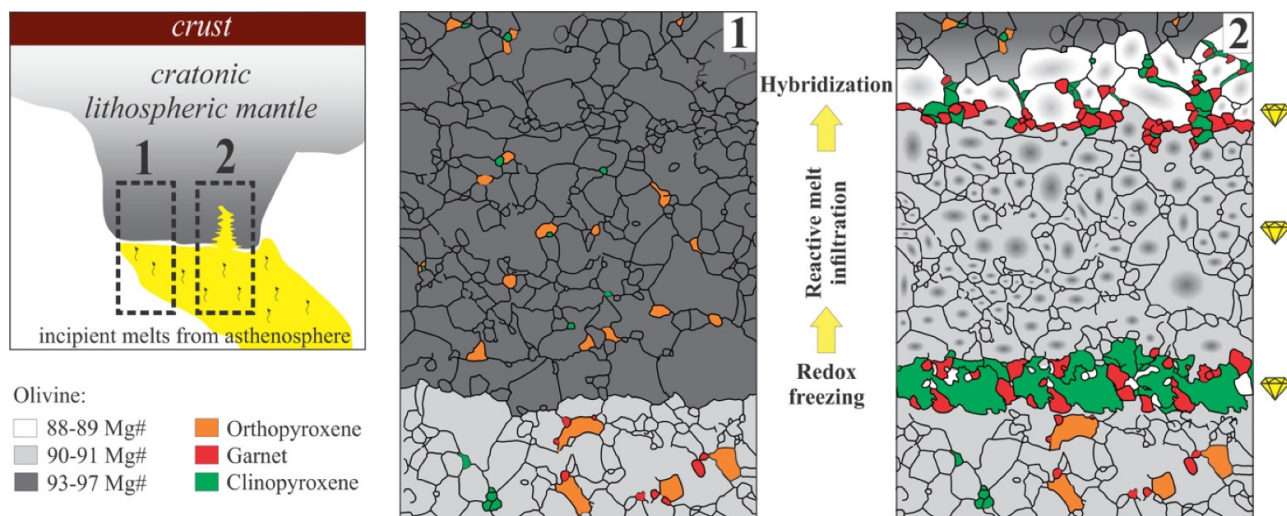 crust
cratonic
lithospheric mantle
1
2
incipient melts from asthenosphere
Olivine:
88-89 Mg#
90-91 Mg#
93-97 Mg#
Orthopyroxene
Garnet
Clinopyroxene
1
Hybridization
Reactive melt
infiltration
Redox
freezing
2